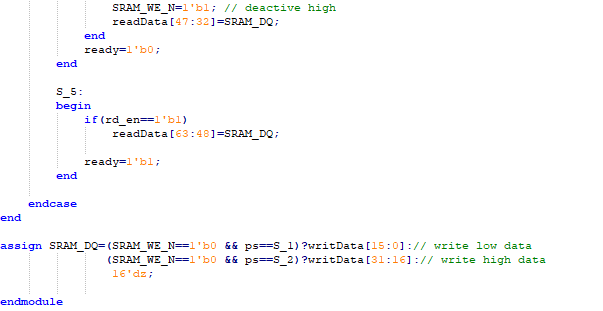 SRAM_WE_N=1'b1; // deactive high
readData[47:32]=SRAM_DQ;
end
ready=1'b0;
end
S_5:
begin
if(rd_en==1'b1)
readData[63:48]=SRAM_DQ;
ready=1'b1;
end
endcase
end
assign SRAM_DQ=(SRAM_WE_N==1'b0 && ps==S_1)?writData[15:0]:// write low data
(SRAM_WE_N==1'b0 && ps==S_2)?writData[31:16]:// write high data
16'dz;
endmodule